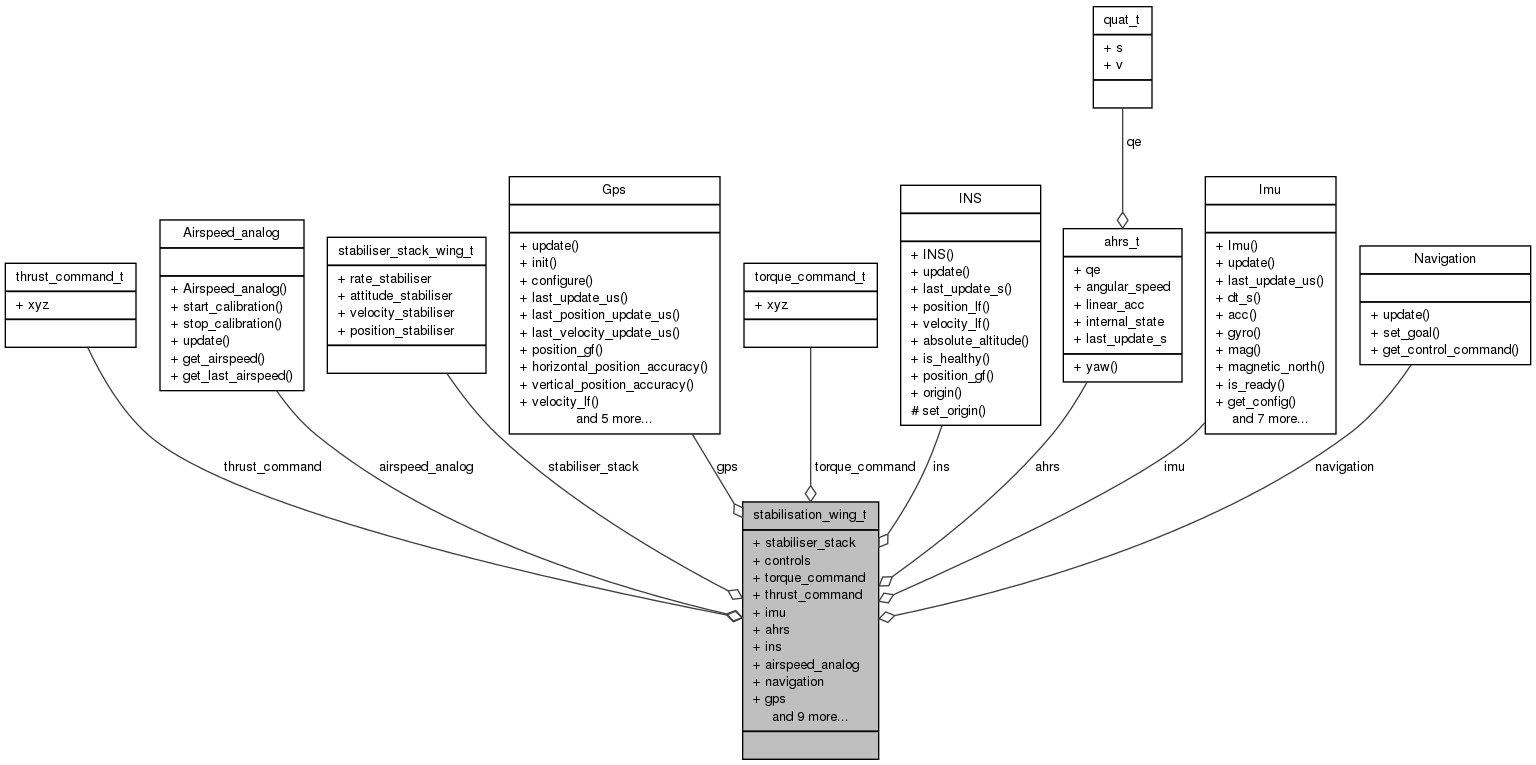 quat_t
+ s
+ v
qe
thrust_command_t
+ xyz
Airspeed_analog
+ Airspeed_analog()
+ start_calibration()
+ stop_calibration()
+ update()
+ get_airspeed()
+ get_last_airspeed()
stabiliser_stack_wing_t
+ rate_stabiliser
+ attitude_stabiliser
+ velocity_stabiliser
+ position_stabiliser
Gps
+ update()
+ init()
+ configure()
+ last_update_us()
+ last_position_update_us()
+ last_velocity_update_us()
+ position_gf()
+ horizontal_position_accuracy()
+ vertical_position_accuracy()
+ velocity_lf()
and 5 more...
torque_command_t
+ xyz
INS
+ INS()
+ update()
+ last_update_s()
+ position_lf()
+ velocity_lf()
+ absolute_altitude()
+ is_healthy()
+ position_gf()
+ origin()
# set_origin()
ahrs_t
+ qe
+ angular_speed
+ linear_acc
+ internal_state
+ last_update_s
+ yaw()
Imu
+ Imu()
+ update()
+ last_update_us()
+ dt_s()
+ acc()
+ gyro()
+ mag()
+ magnetic_north()
+ is_ready()
+ get_config()
and 7 more...
Navigation
+ update()
+ set_goal()
+ get_control_command()
thrust_command
airspeed_analog
stabiliser_stack
gps
torque_command
ins
ahrs
imu
navigation
stabilisation_wing_t
+ stabiliser_stack
+ controls
+ torque_command
+ thrust_command
+ imu
+ ahrs
+ ins
+ airspeed_analog
+ navigation
+ gps
and 9 more...